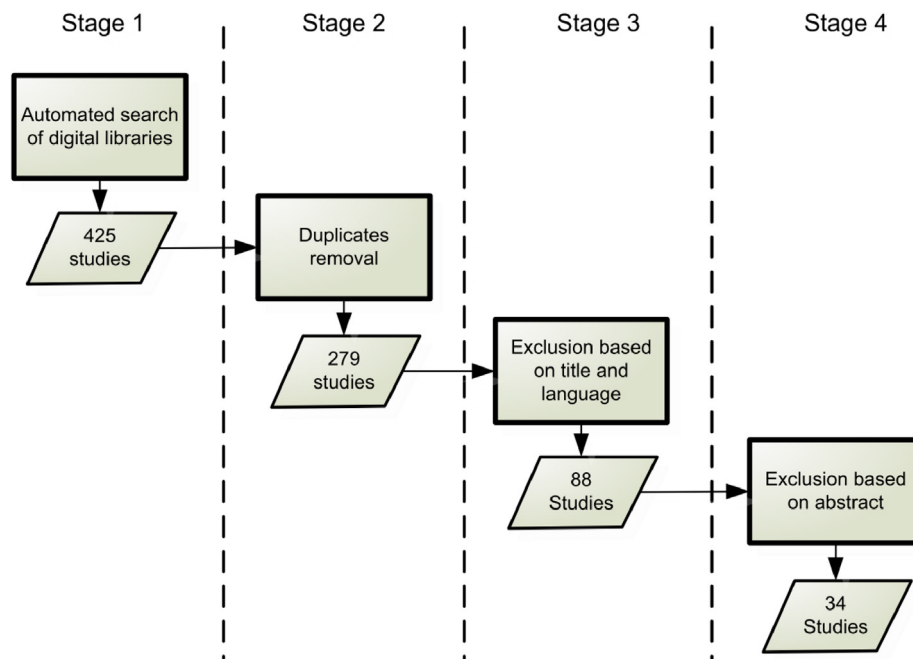 Stage 1
Stage 2
Stage 3
Stage 4
Automated search
of digital libraries
425
studies
Duplicates
removal
279
studies
Exclusion based
on title and
language
88
Studies
Exclusion based
on abstract
34
Studies